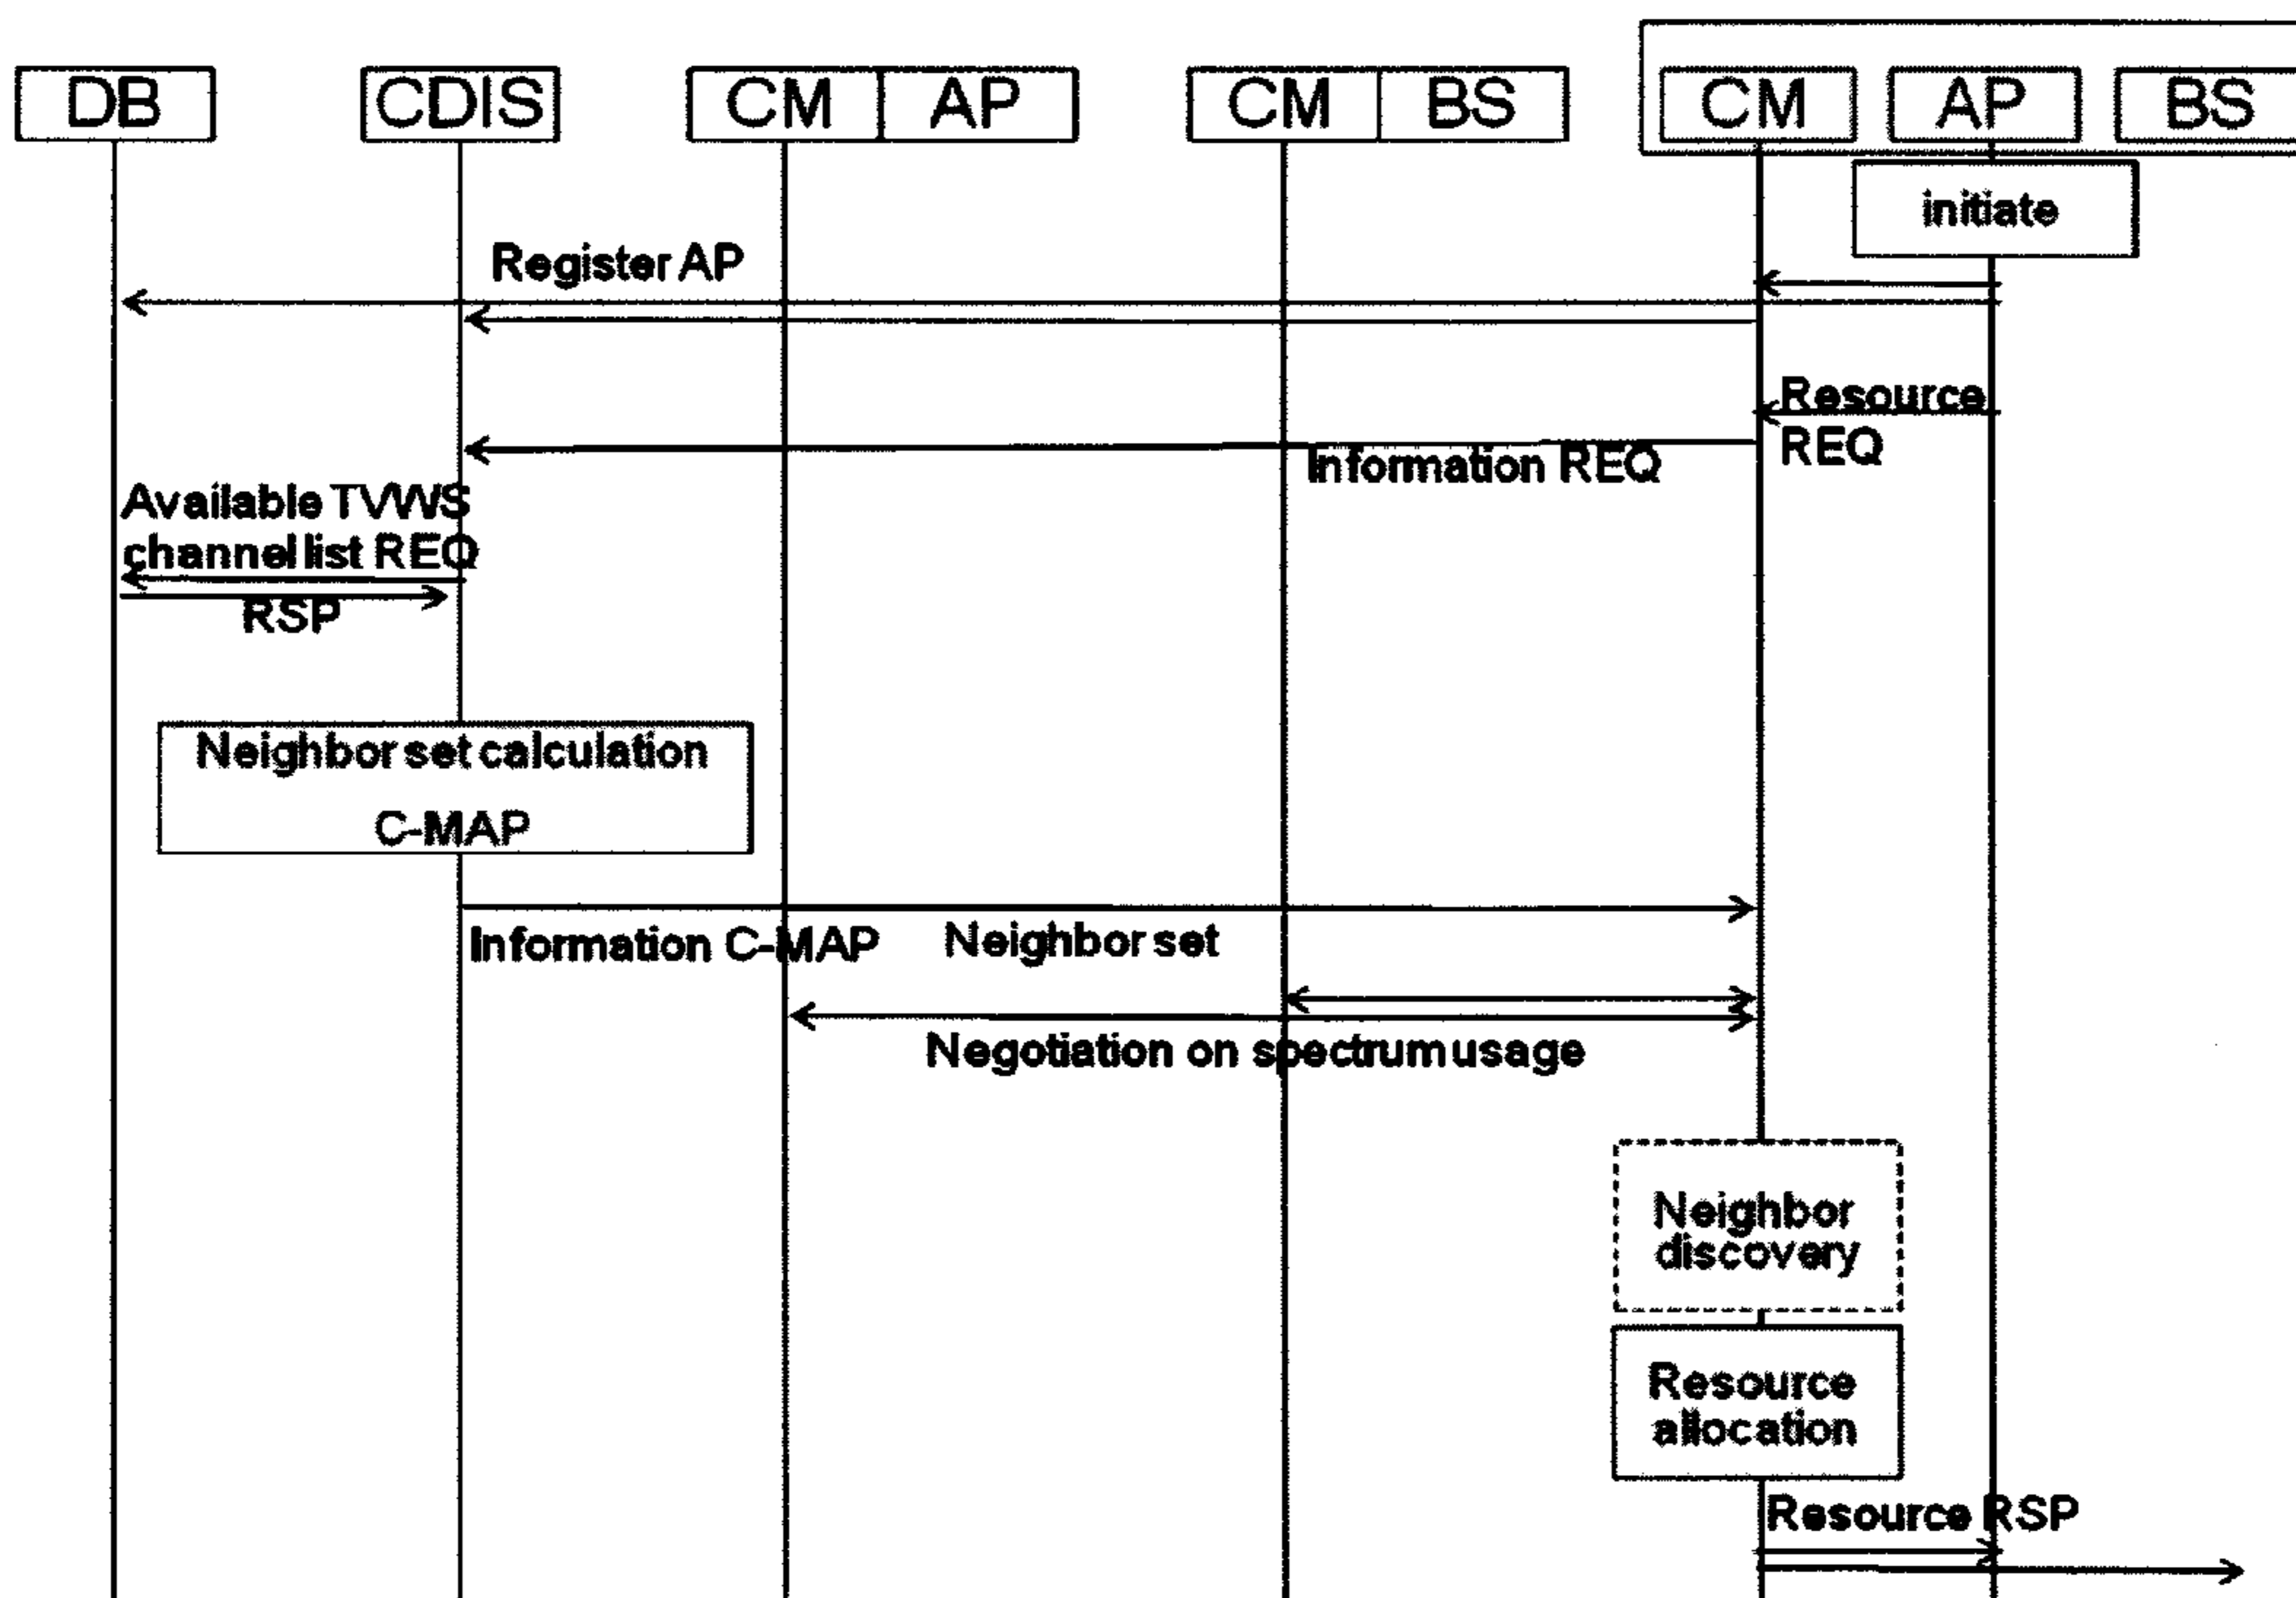 DB
CDIS
CM
AP
CM
BS
CM
AP
BS
initiate
Register AP
Resource
REQ
Information REQ
Available TVWS
channel list REQ
RSP
Neighbor set calculation
C-MAP
Information C-MAP
Neighbor set
Negotiation on spectrum usage
Neighbor
discovery
Resource
allocation
Resource RSP